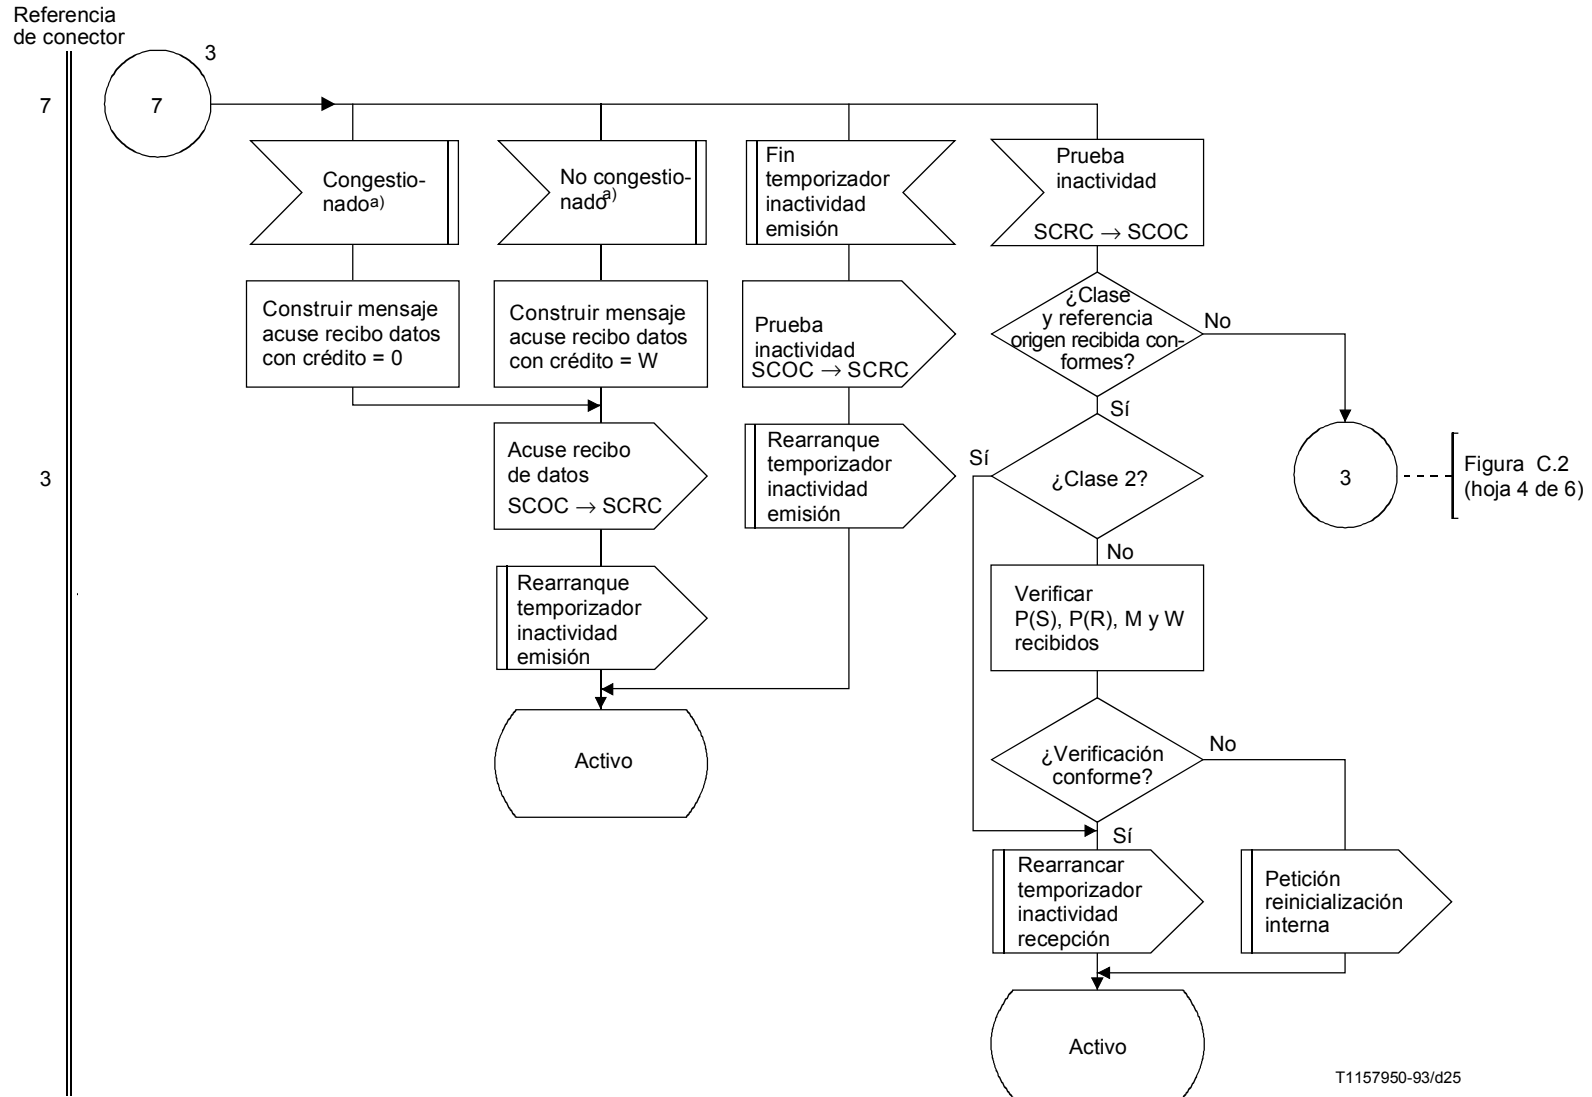 Referencia
de conector
3
7
7
Congestio-
nadoa)
No congestio-
nadoa)
Fin
temporizador
inactividad
emisión
Prueba
inactividad
SCRC → SCOC
Construir mensaje
acuse recibo datos
con crédito = 0
Construir mensaje
acuse recibo datos
con crédito = W
Prueba
inactividad
SCOC → SCRC
¿Clase
y referencia
origen recibida con-
formes?
No
Sí
Acuse recibo
de datos
SCOC → SCRC
Rearranque
temporizador
inactividad
emisión
Sí
¿Clase 2?
3
3
Figura C.2
(hoja 4 de 6)
No
Rearranque
temporizador
inactividad
emisión
Verificar
P(S), P(R), M y W
recibidos
Activo
¿Verificación
conforme?
No
Sí
Rearrancar
temporizador
inactividad
recepción
Petición
reinicialización
interna
Activo
T1157950-93/d25